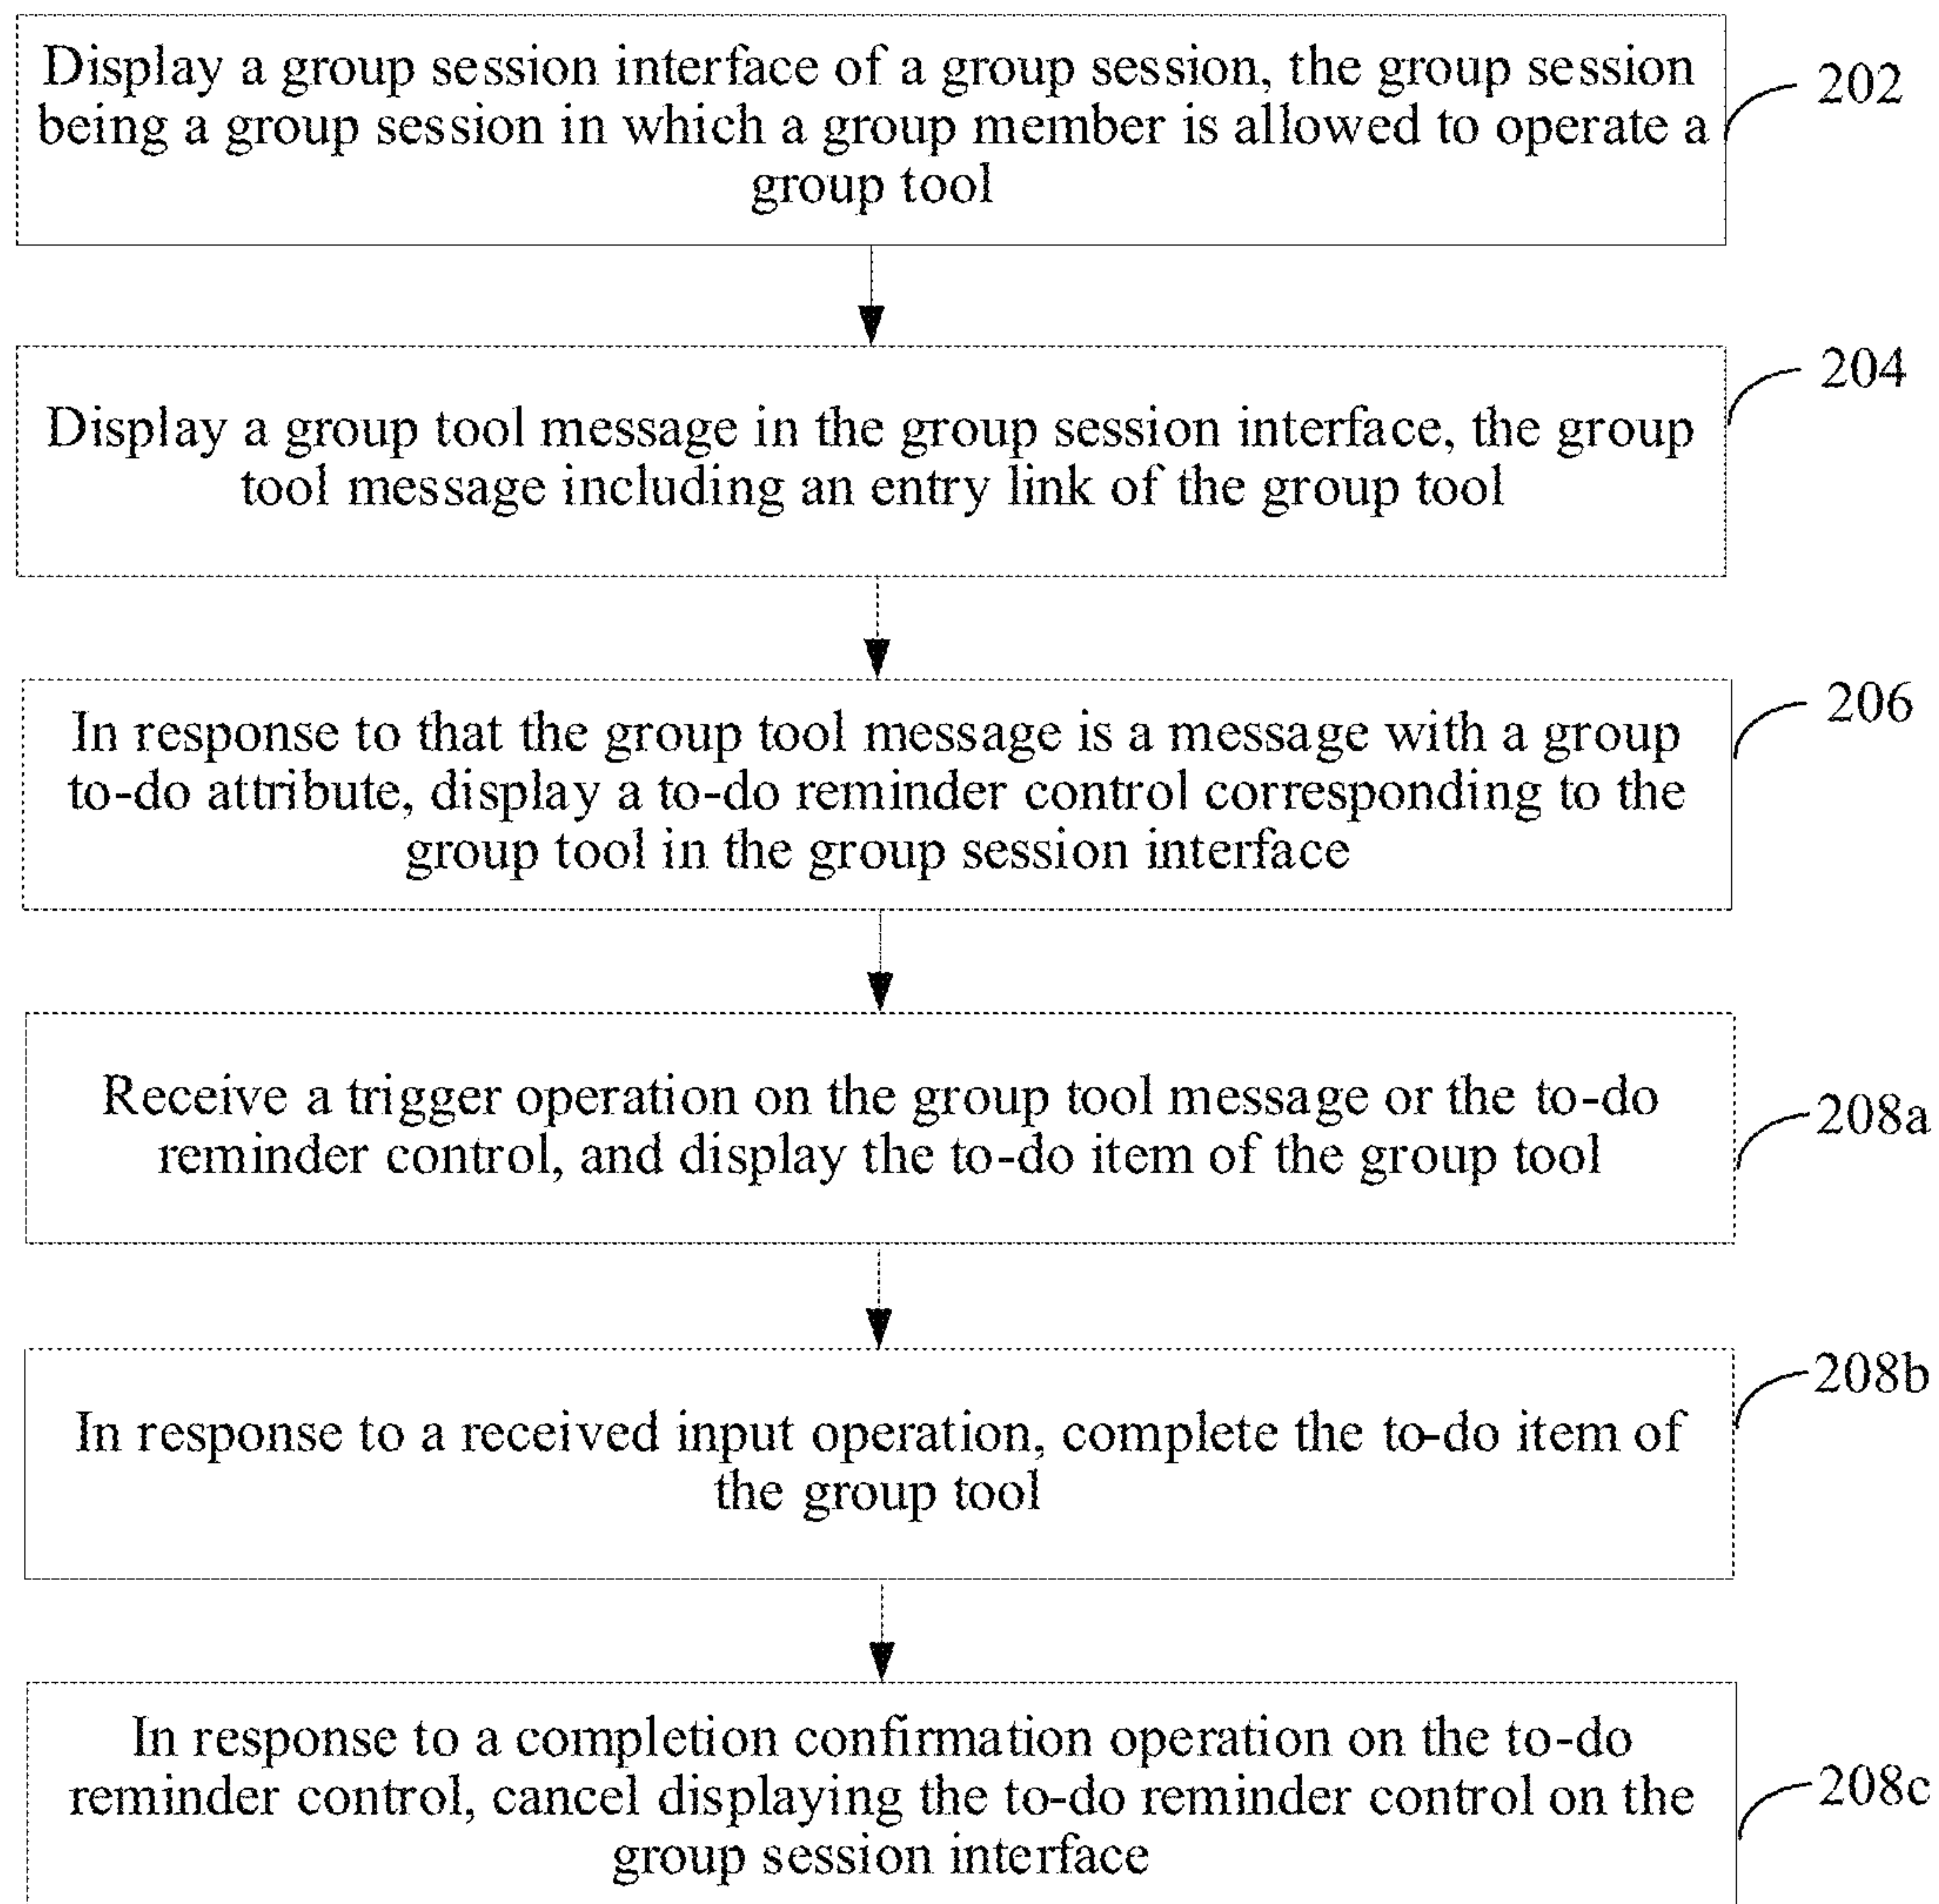 Display a group session interface of a group session, the group session
being a group session in which a group member is allowed to operate a
group tool
202
Display a group tool message in the group session interface, the group
tool message including an entry link of the group tool
204
In response to that the group tool message is a message with a group
to-do attribute, display a to-do reminder control corresponding to the
group tool in the group session interface
206
Receive a trigger operation on the group tool message or the to-do
reminder control, and display the to-do item of the group tool
208a
In response to a received input operation, complete the to-do item of
the group tool
208b
In response to a completion confirmation operation on the to-do
reminder control, cancel displaying the to-do reminder control on the
group session interface
208c